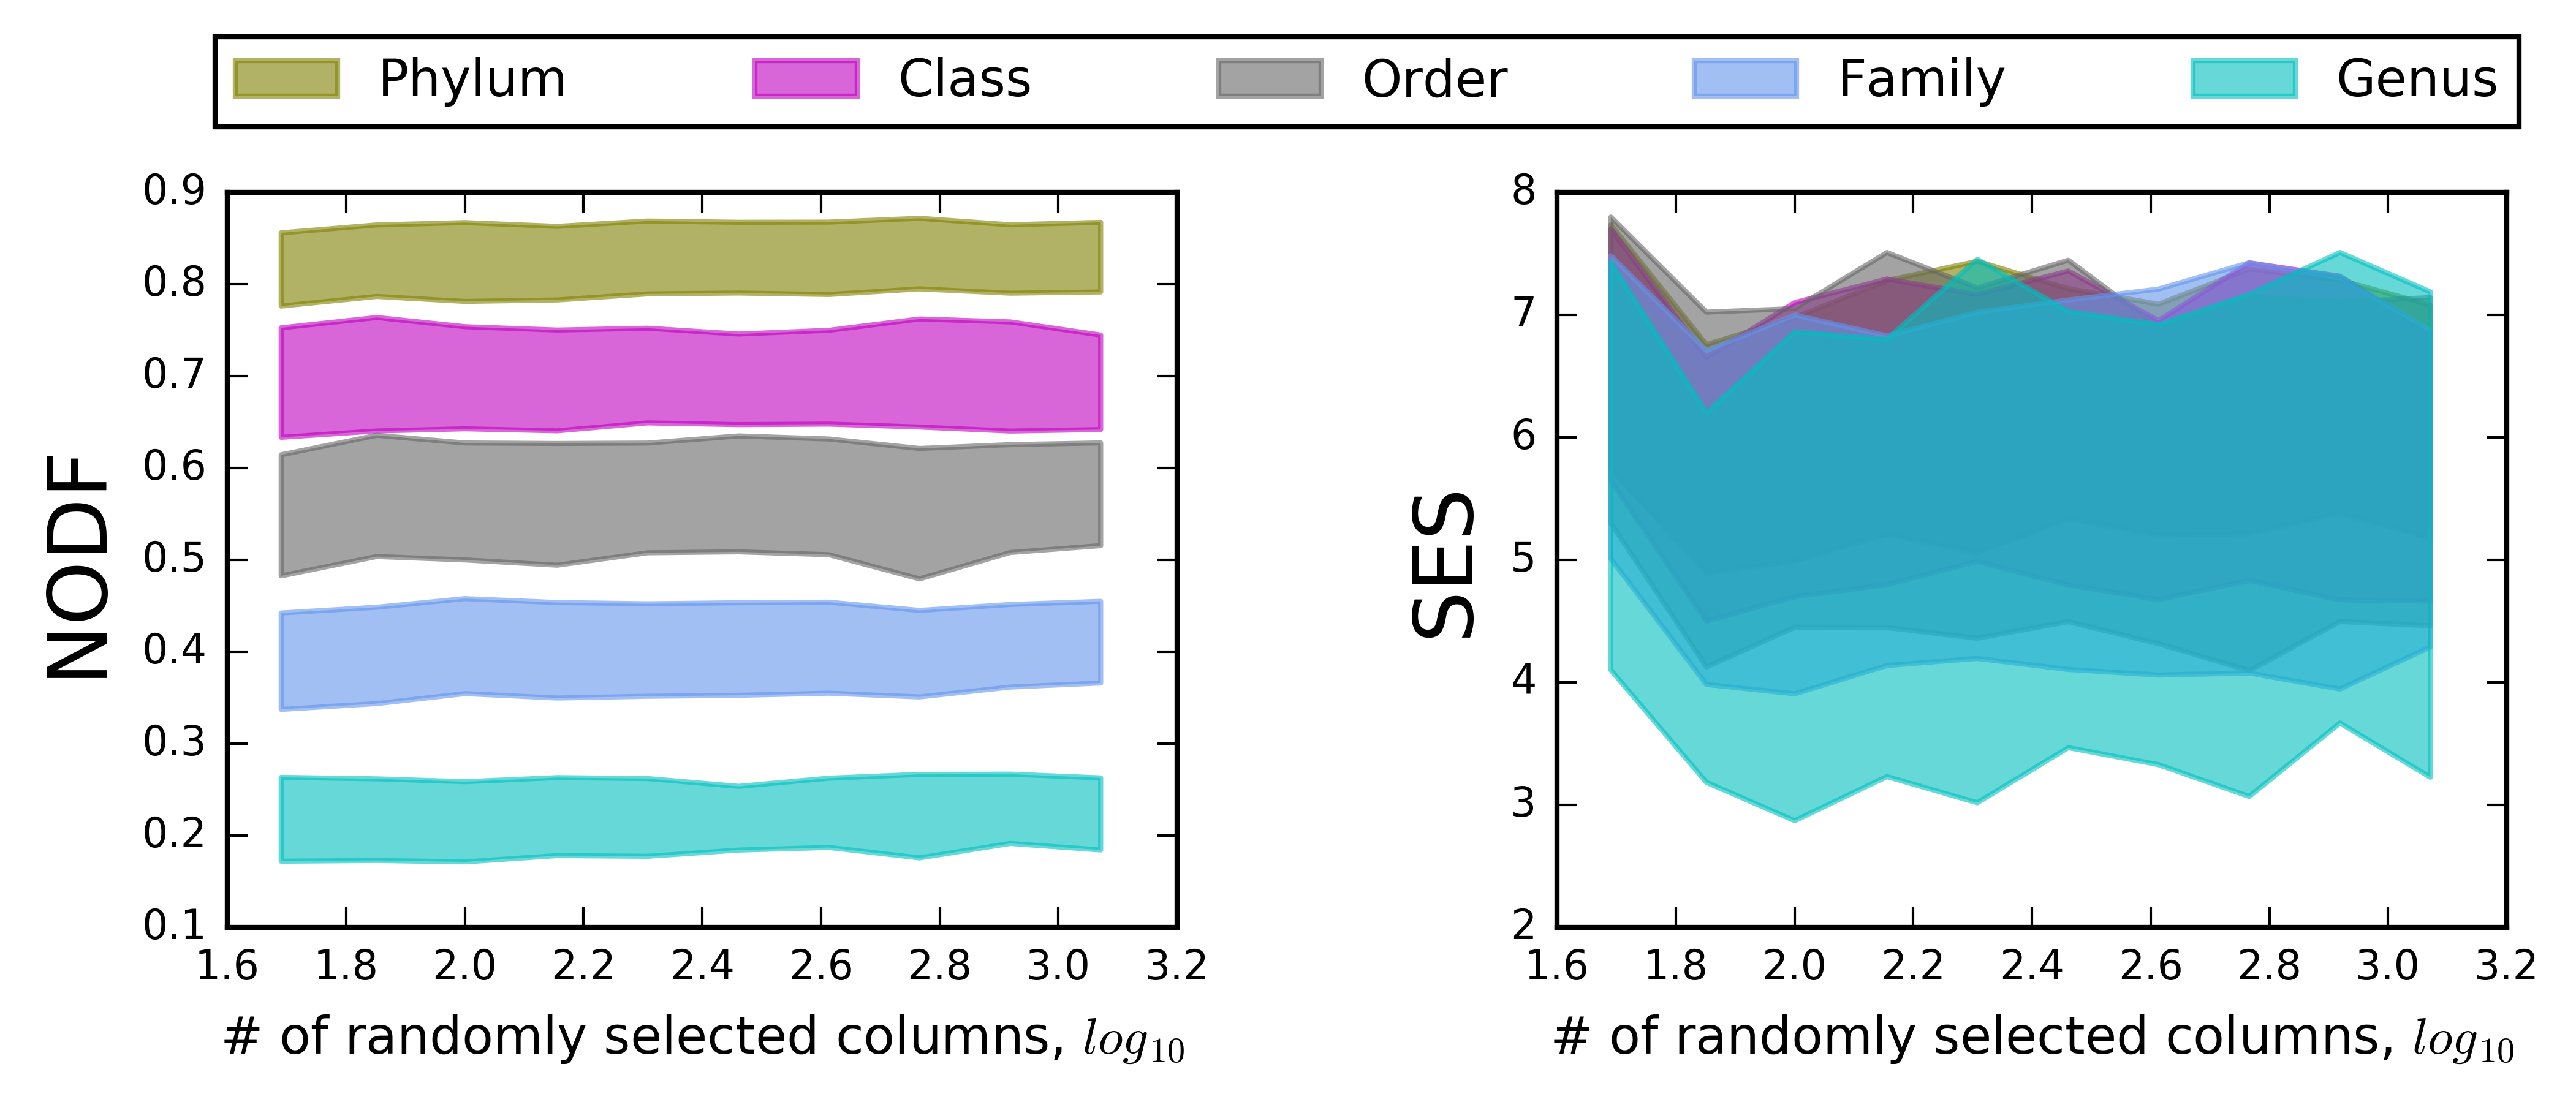 Phylum Class Order Family Genus
NODF
0.9
0.8
0.7
0.6
0.5
0.4
0.3
0.2
0.1
1.6 1.8 2.0 2.2 2.4 2.6 2.8 3.0 3.2
# of randomly selected columns, log10
SES
8
7
6
5
4
3
2
1.6 1.8 2.0 2.2 2.4 2.6 2.8 3.0 3.2
# of randomly selected columns, log10